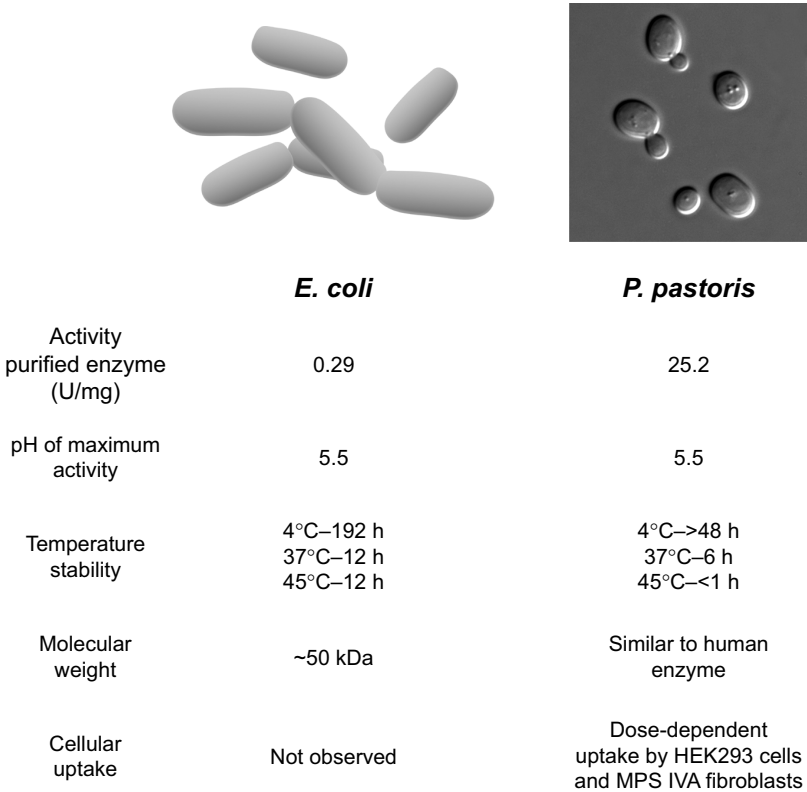 E. coli
P. pastoris
Activity
purified enzyme
(U/mg)
0.29
25.2
pH of maximum
activity
5.5
5.5
Temperature
stability
4°C–192 h
37°C–12 h
45°C–12 h
4°C–>48 h
37°C–6 h
45°C–<1 h
Molecular
weight
~50 kDa
Similar to human
enzyme
Cellular
uptake
Not observed
Dose-dependent
uptake by HEK293 cells
and MPS IVA fibroblasts